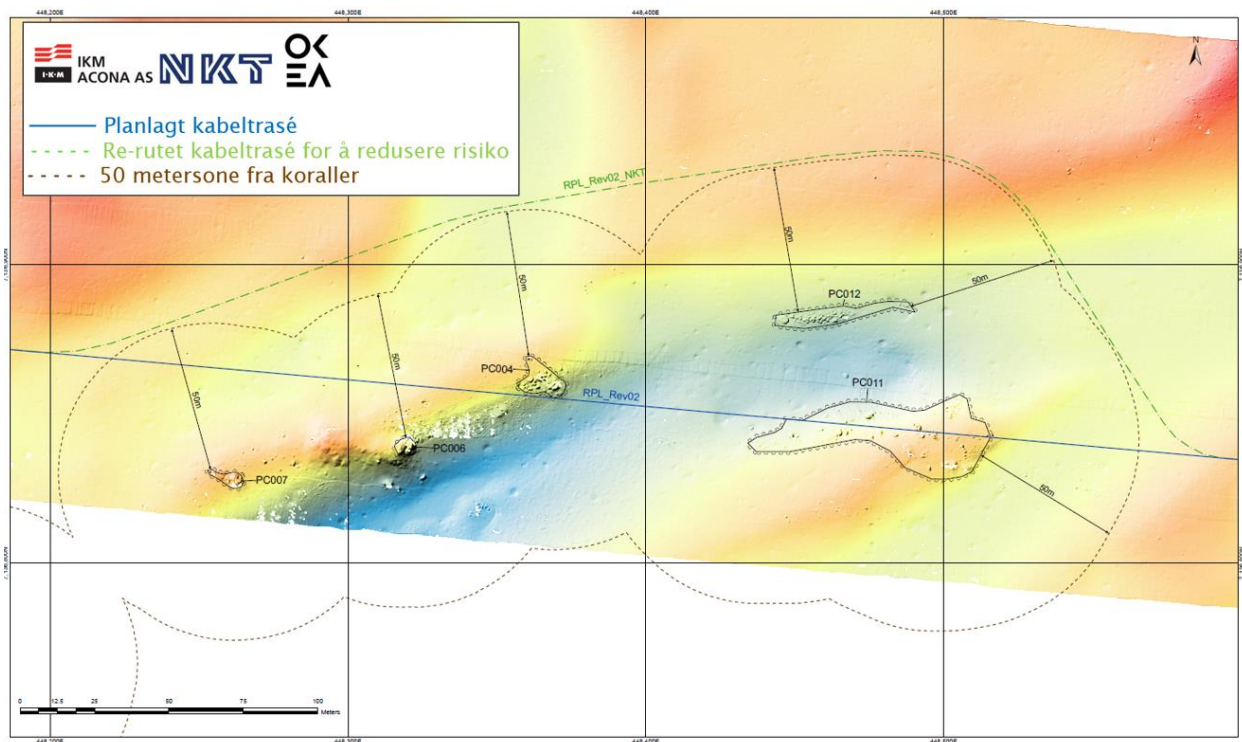 448,200E 448,300E 448,400E 448,500E
IKM
I·K·M ACONA AS
NKT
OKEA
N
Planlagt kabeltrasé
Re-rutet kabeltrasé for å redusere risiko
50 metersone fra koraller
RPL_Rev02_NKT
50m
50m
50m
PC012
50m
50m
PC004
RPL_Rev02
PC011
PC006
PC007
50m
0 12.5 25 50 75 100
Meters